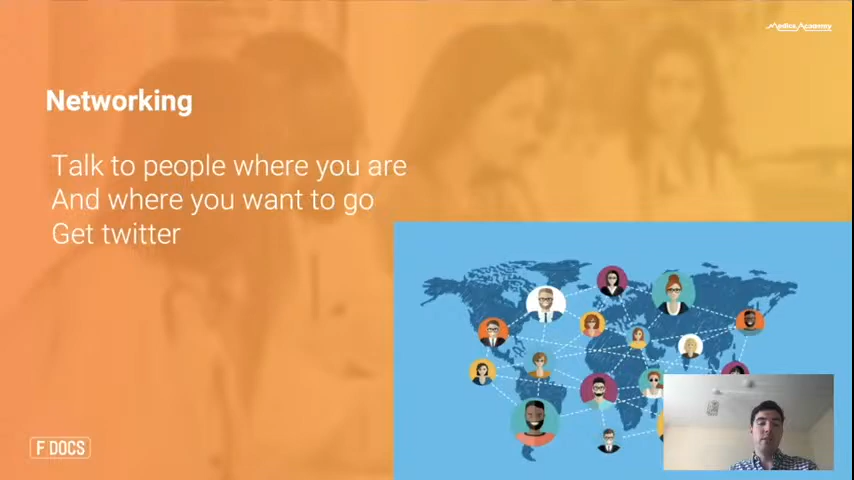 Medics Academy
Networking
Talk to people where you are
And where you want to go
Get twitter
F DOCS